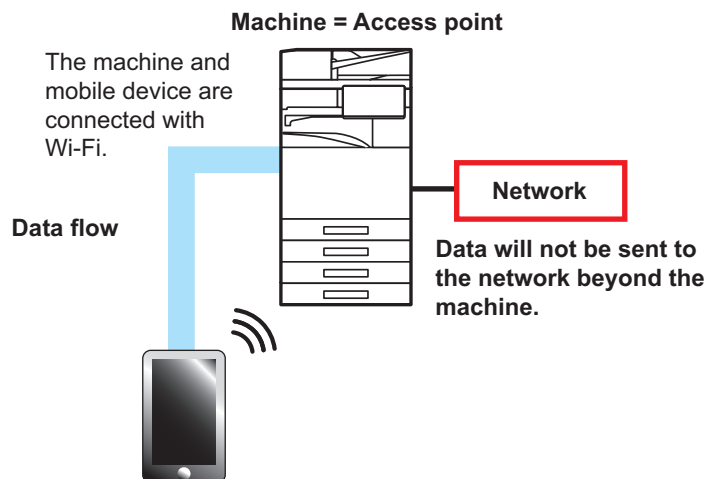 Machine = Access point
The machine and
mobile device are
connected with
Wi-Fi.
Network
Data flow
Data will not be sent to
the network beyond the
machine.